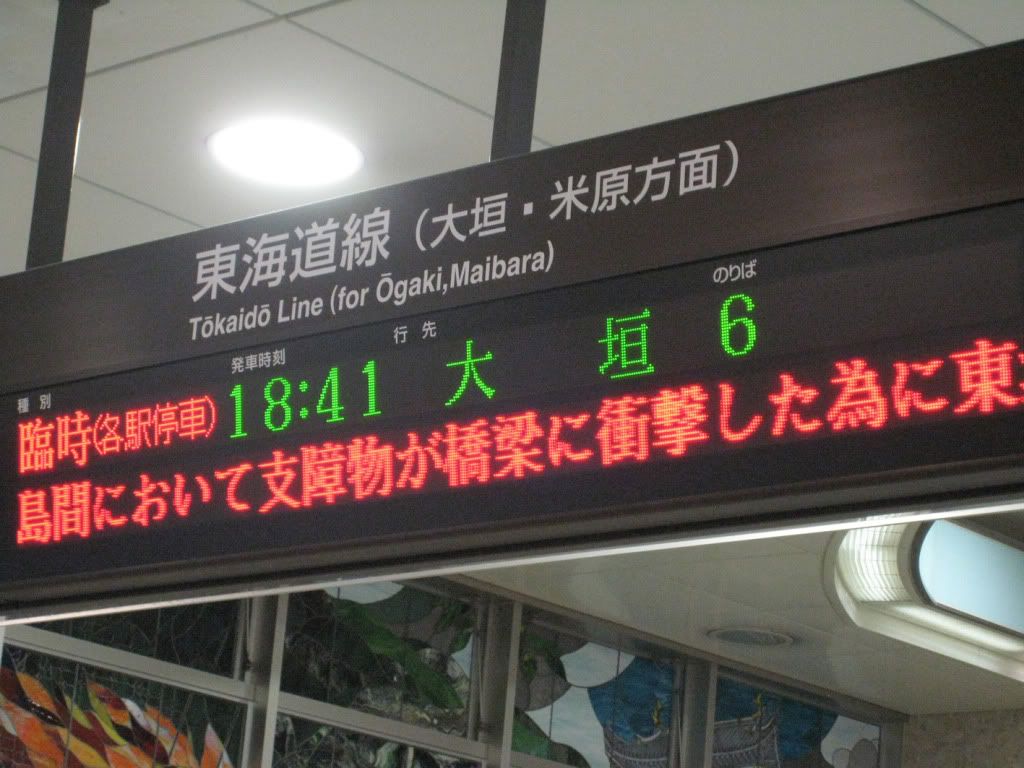 東海道線(大垣・米原方面)
Tōkaidō Line (for Ōgaki,Maibara)
種別 発車時刻 行先 のりば
臨時(各駅停車) 18:41 大垣 6
島間において支障物が橋梁に衝撃した為に東